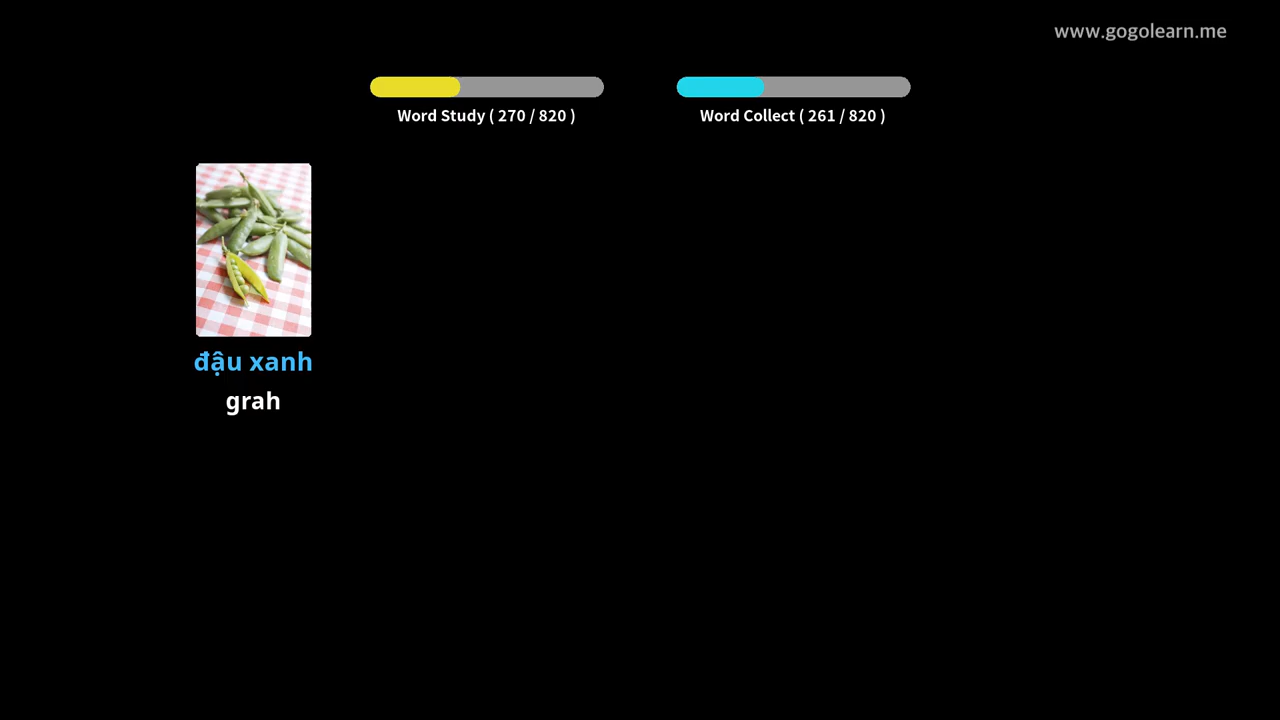 www.gogolearn.me
Word Study ( 270 / 820 )
Word Collect ( 261 / 820 )
đậu xanh
grah